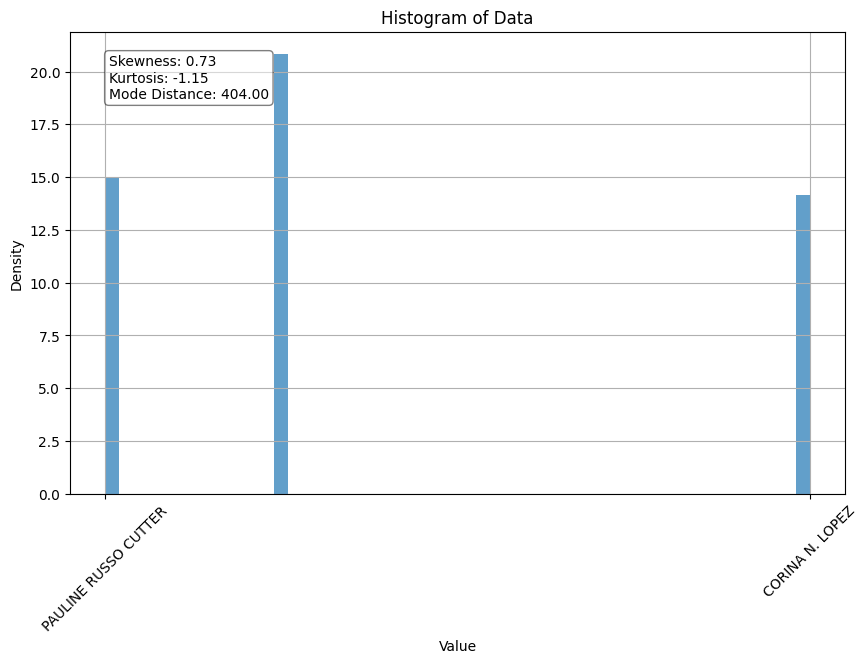 Histogram of Data
Skewness: 0.73
Kurtosis: -1.15
Mode Distance: 404.00
20.0
17.5
15.0
12.5
10.0
7.5
5.0
2.5
0.0
Density
PAULINE RUSSO CUTTER
CORINA N. LOPEZ
Value